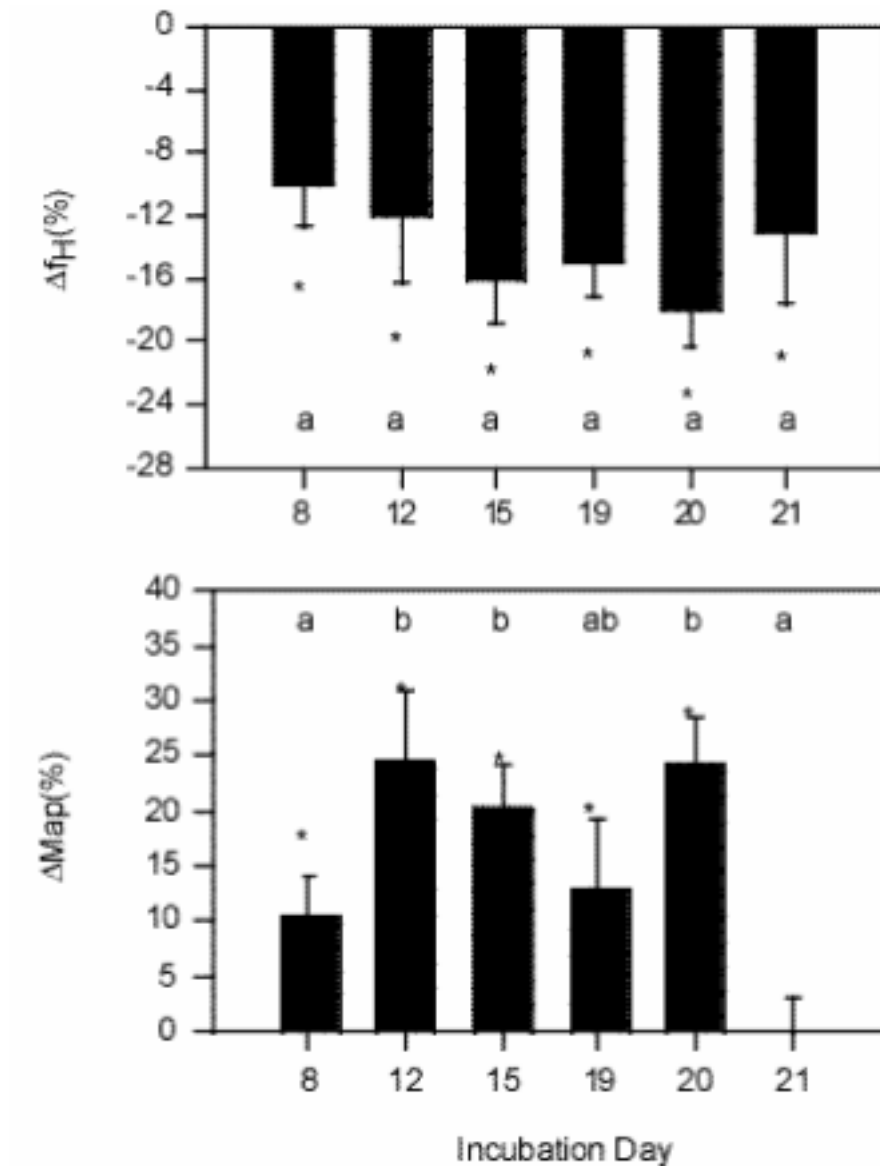 0
-4
-8
-12
-16
-20
-24
-28
ΔfH(%)
* * * * * *
a a a a a a
8 12 15 19 20 21
40
35
30
25
20
15
10
5
0
ΔMap(%)
a b b ab b a
* * * * *
8 12 15 19 20 21
Incubation Day